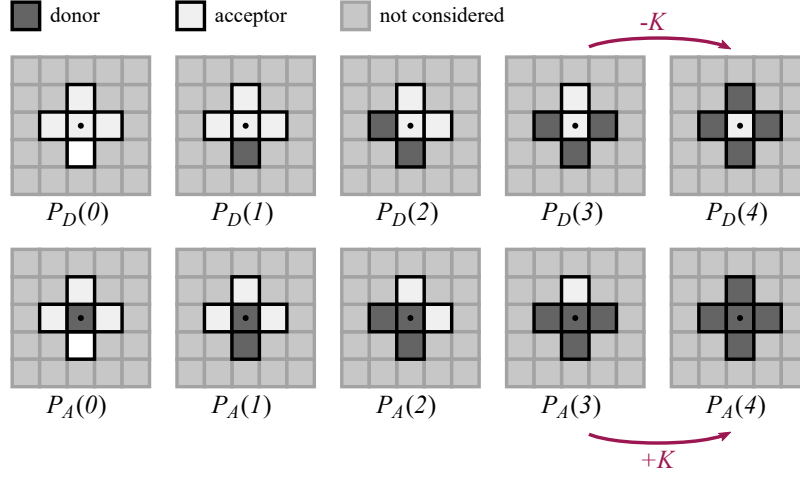 donor acceptor not considered
-K
P_D(0) P_D(1) P_D(2) P_D(3) P_D(4)
P_A(0) P_A(1) P_A(2) P_A(3) P_A(4)
+K